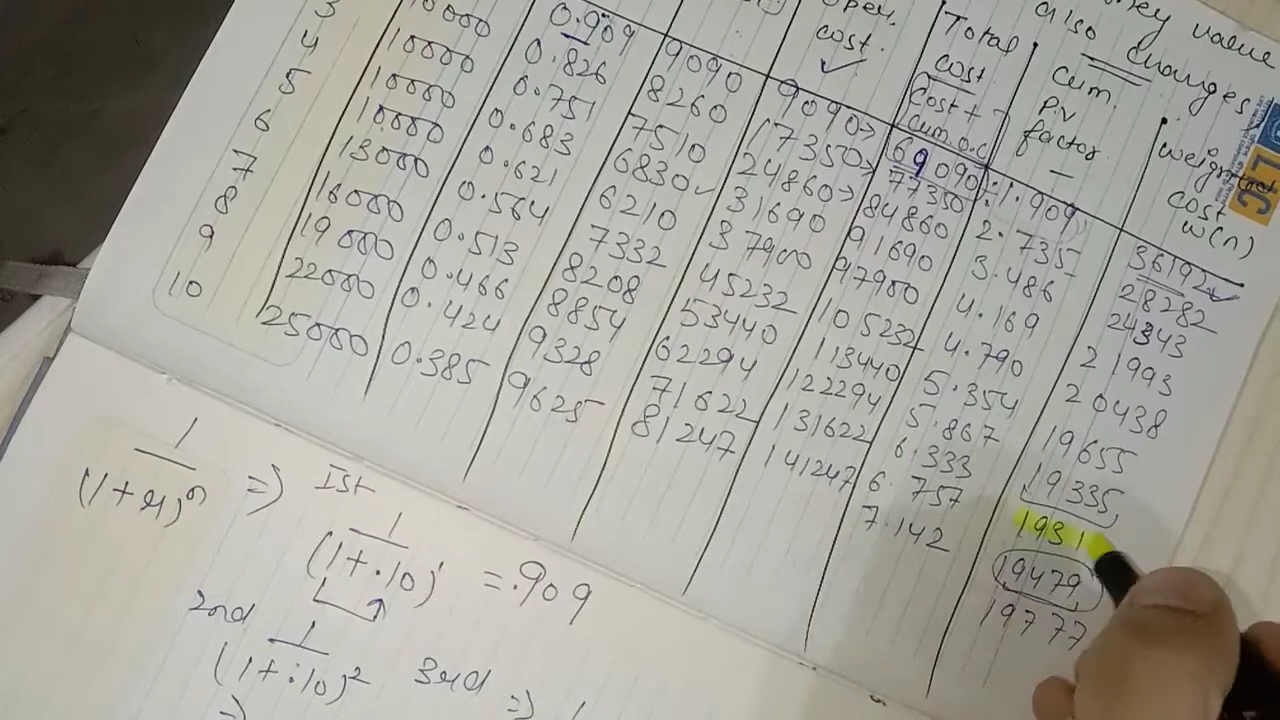 value
also changes
Oper. cost.
Total cost
Cost + Cum O.C
Cum. P.V factor
weighted cost w(n)
0.909 9090 9090 69090 1.909 36192
10000 0.826 8260 17350 77350 2.735 28282
3 10000 0.751 7510 24860 84860 3.486 24343
4 10000 0.683 6830 31690 91690 4.169 21993
5 10000 0.621 6210 37900 97900 4.790 20438
6 13000 0.564 7332 45232 105232 5.354 19655
7 16000 0.513 8208 53440 113440 5.867 19335
8 19000 0.466 8854 62294 122294 6.333 1931
9 22000 0.424 9328 71622 131622 6.757 19479
10 25000 0.385 9625 81247 141247 7.142 19777
1/(1+r)^n => Ist
1/(1+.10)^1 = .909
2nd 1/(1+.10)^2 3rd =>
=>